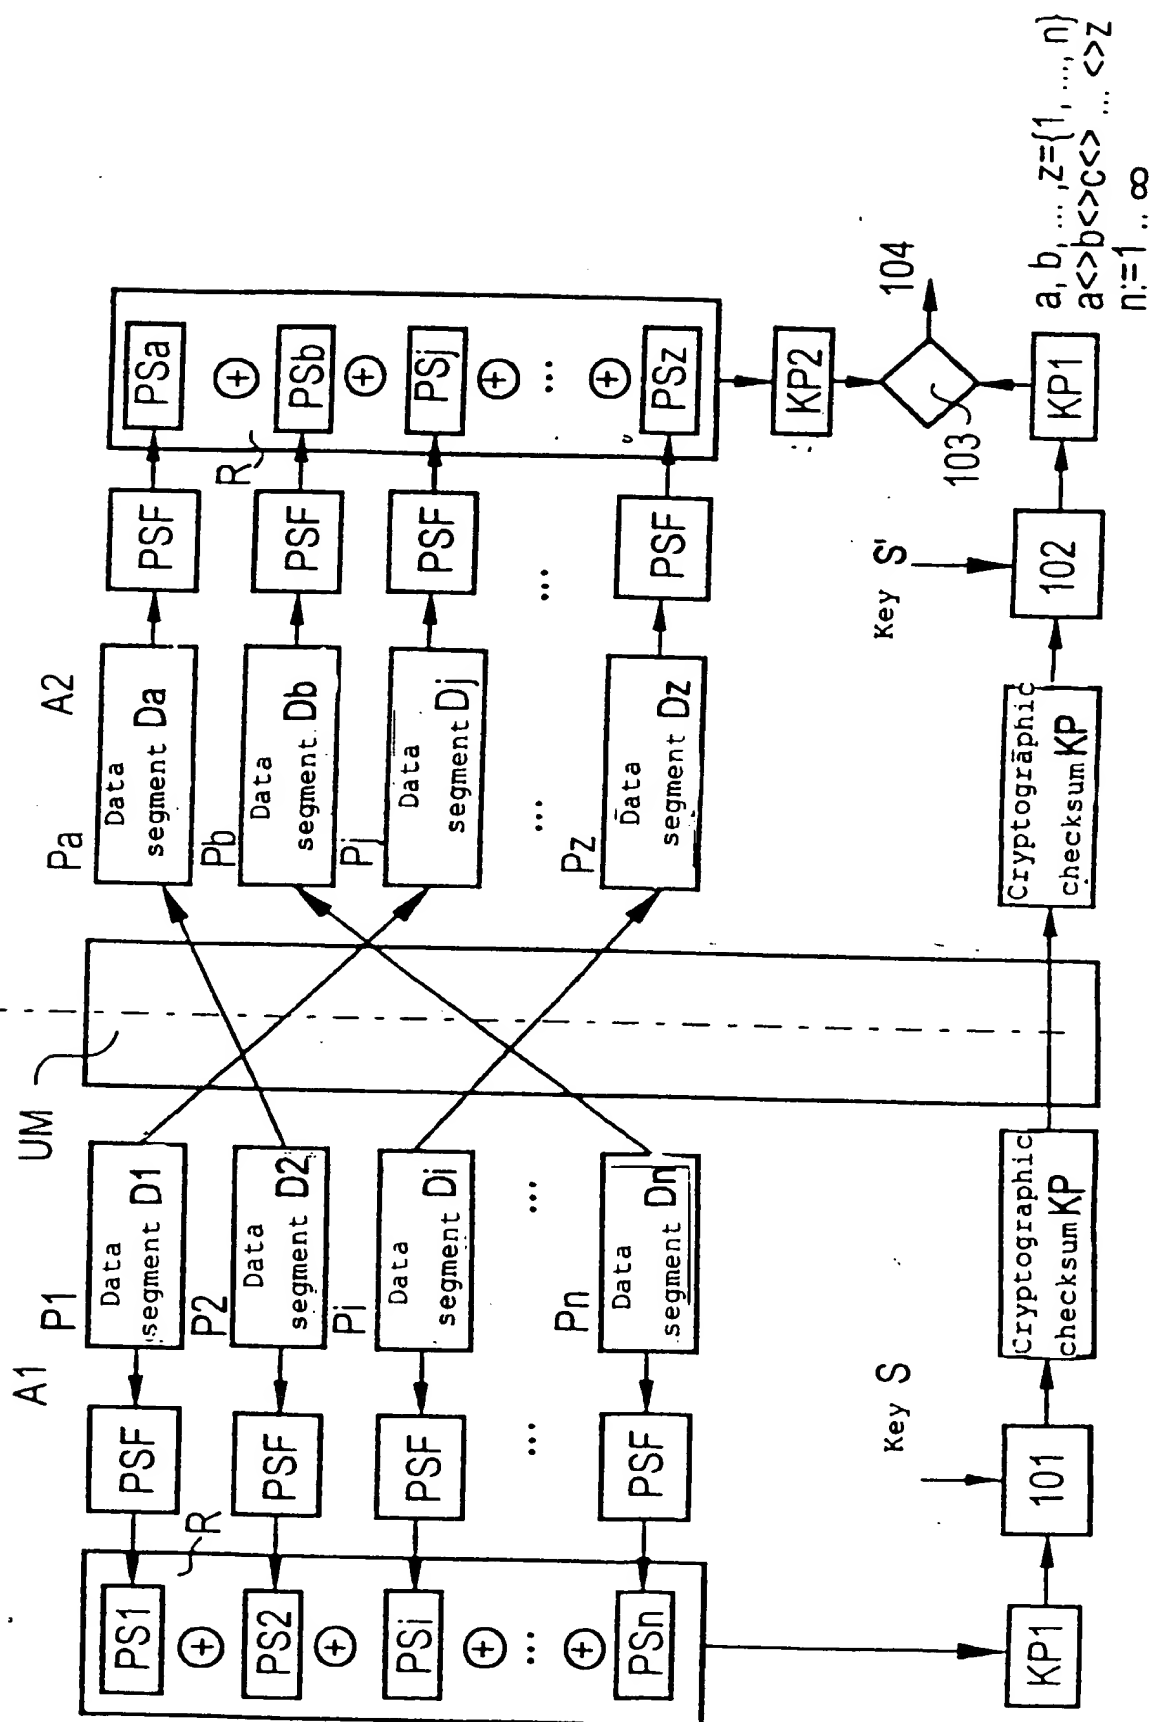 A1
A2
UM
P1
Data
segment D1
PSF
PS1
R
P2
Data
segment D2
PSF
PS2
Pi
Data
segment Di
PSF
PSi
...
...
...
Pn
Data
segment Dn
PSF
PSn
KP1
101
Key S
Cryptographic
checksum KP
Pa
Data
segment Da
PSF
PSa
R
Pb
Data
segment Db
PSF
PSb
Pj
Data
segment Dj
PSF
PSj
...
...
...
Pz
Data
segment Dz
PSF
PSz
KP2
103
104
Cryptographic
checksum KP
Key S'
102
KP1
a, b, ... ,z={1, ..., n}
a<>b<>c<> ... <>z
n:=1 .. ∞